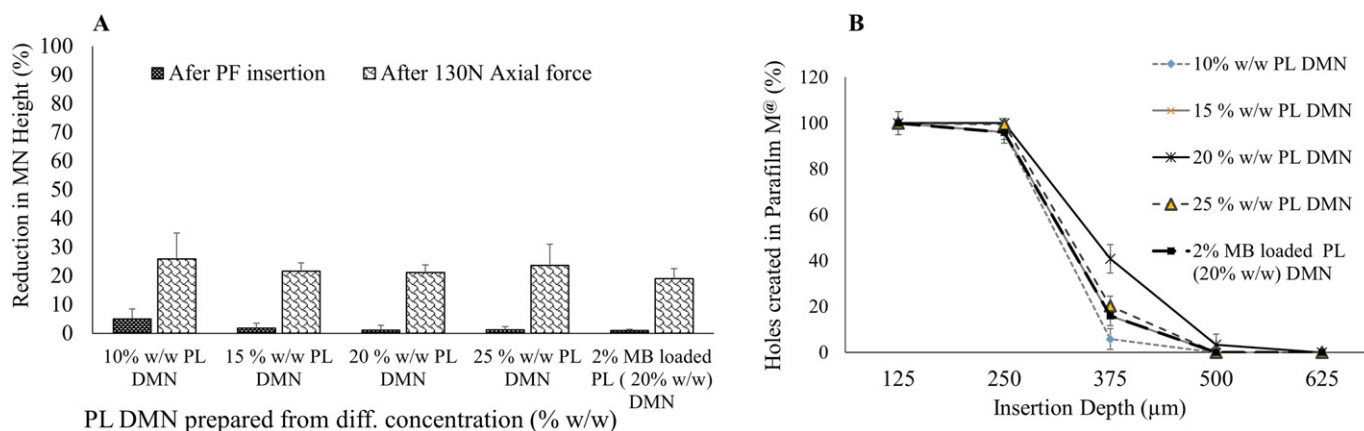 A
Reduction in MN Height (%)
100
90
80
70
60
50
40
30
20
10
0
Afer PF insertion
After 130N Axial force
10% w/w PL
DMN
15 % w/w PL
DMN
20 % w/w PL
DMN
25 % w/w PL
DMN
2% MB loaded
PL ( 20% w/w)
DMN
PL DMN prepared from diff. concentration (% w/w)
B
Holes created in Parafilm M@ (%)
120
100
80
60
40
20
0
125
250
375
500
625
Insertion Depth (µm)
10% w/w PL DMN
15 % w/w PL DMN
20 % w/w PL DMN
25 % w/w PL DMN
2% MB loaded PL
(20% w/w) DMN